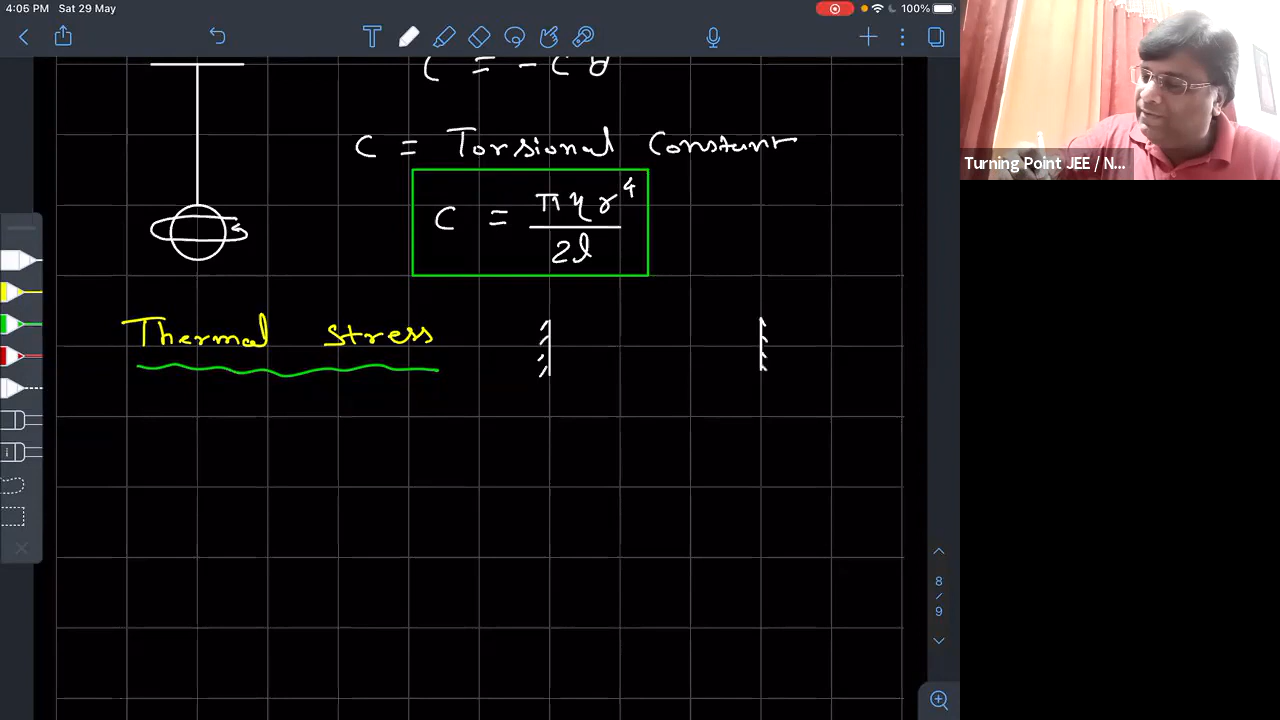 4:06 PM Sat 29 May 100%
τ = - C θ
C = Torsional Constant
C = πηr⁴/2l
Turning Point JEE / N...
Thermal stress
8
/
9